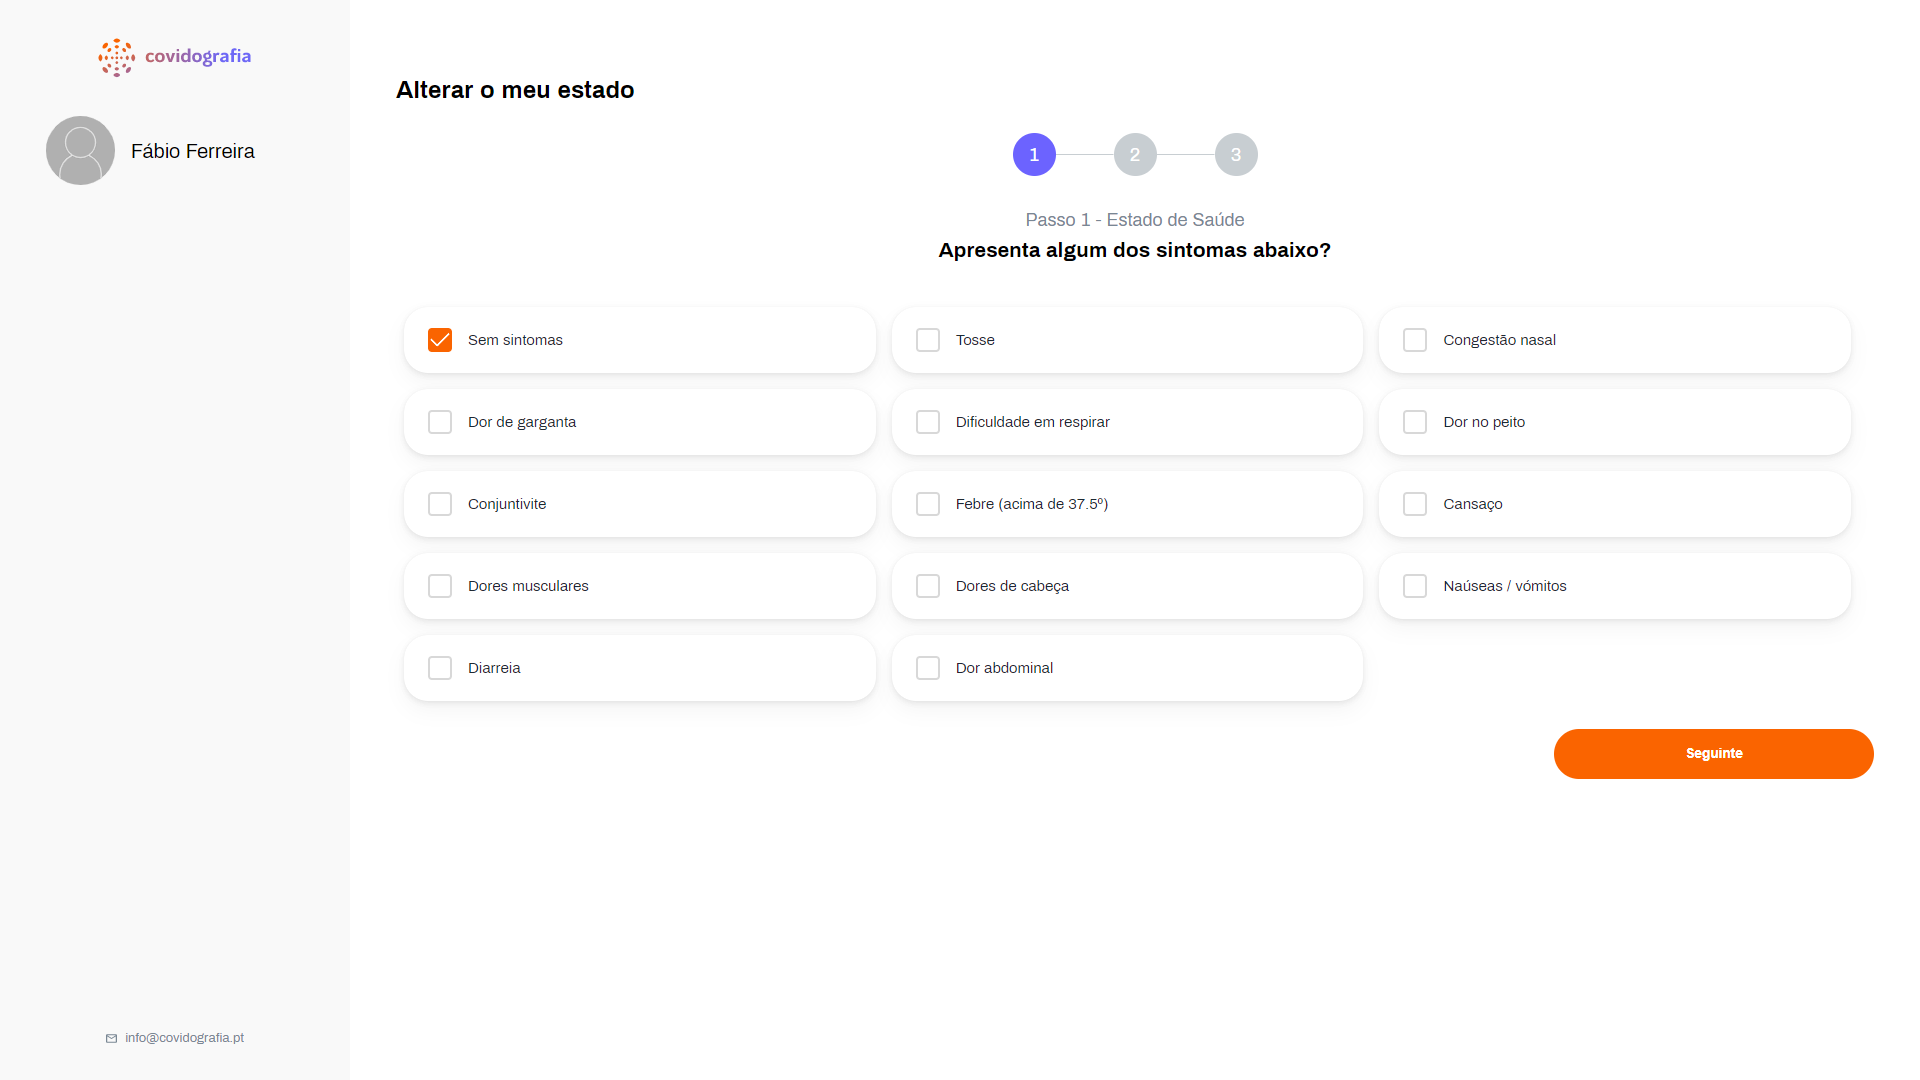 covidografia
Fábio Ferreira
Alterar o meu estado
1 2 3
Passo 1 - Estado de Saúde
Apresenta algum dos sintomas abaixo?
Sem sintomas
Tosse
Congestão nasal
Dor de garganta
Dificuldade em respirar
Dor no peito
Conjuntivite
Febre (acima de 37.5º)
Cansaço
Dores musculares
Dores de cabeça
Naúseas / vómitos
Diarreia
Dor abdominal
Seguinte
info@covidografia.pt